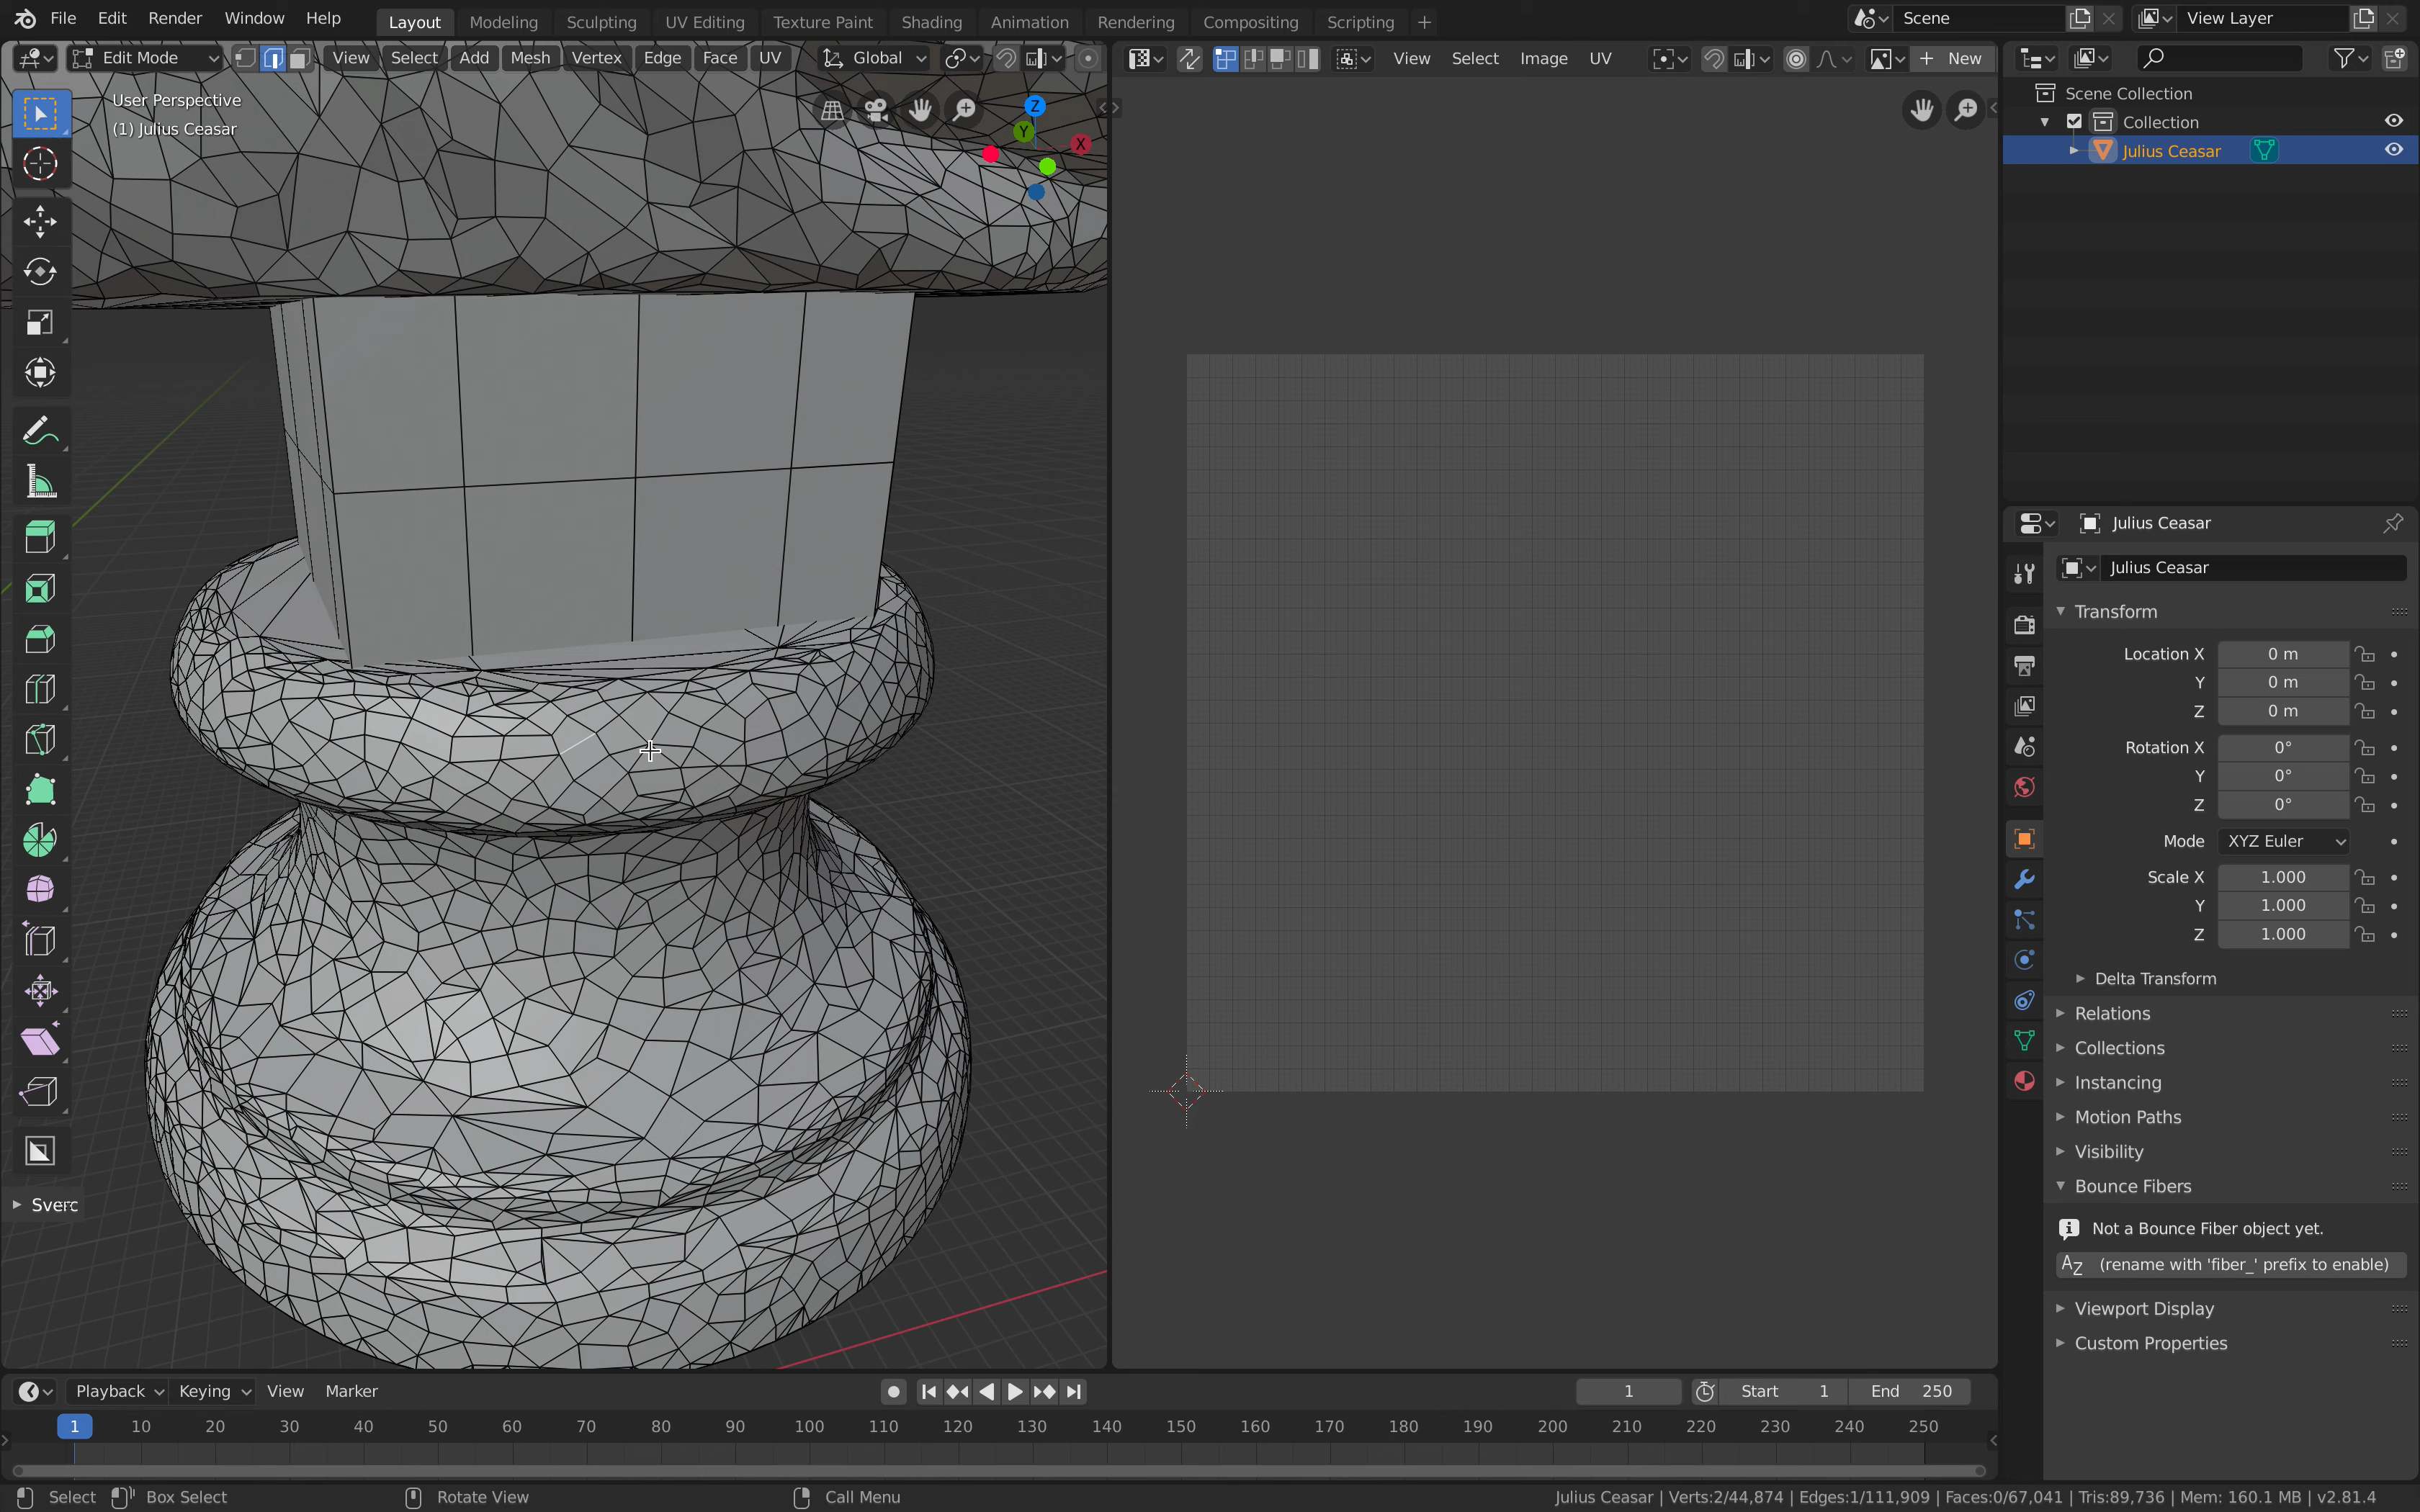 File Edit Render Window Help Layout Modeling Sculpting UV Editing Texture Paint Shading Animation Rendering Compositing Scripting + Scene View Layer
Edit Mode View Select Add Mesh Vertex Edge Face UV Global View Select Image UV + New
User Perspective
(1) Julius Ceasar
Z
Y
X
Sverc
Scene Collection
Collection
Julius Ceasar
Julius Ceasar
Julius Ceasar
Transform
Location X 0 m
Y 0 m
Z 0 m
Rotation X 0°
Y 0°
Z 0°
Mode XYZ Euler
Scale X 1.000
Y 1.000
Z 1.000
Delta Transform
Relations
Collections
Instancing
Motion Paths
Visibility
Bounce Fibers
Not a Bounce Fiber object yet.
AZ (rename with 'fiber_' prefix to enable)
Viewport Display
Custom Properties
Playback Keying View Marker 1 Start 1 End 250
1 10 20 30 40 50 60 70 80 90 100 110 120 130 140 150 160 170 180 190 200 210 220 230 240 250
Select Box Select Rotate View Call Menu Julius Ceasar | Verts:2/44,874 | Edges:1/111,909 | Faces:0/67,041 | Tris:89,736 | Mem: 160.1 MB | v2.81.4